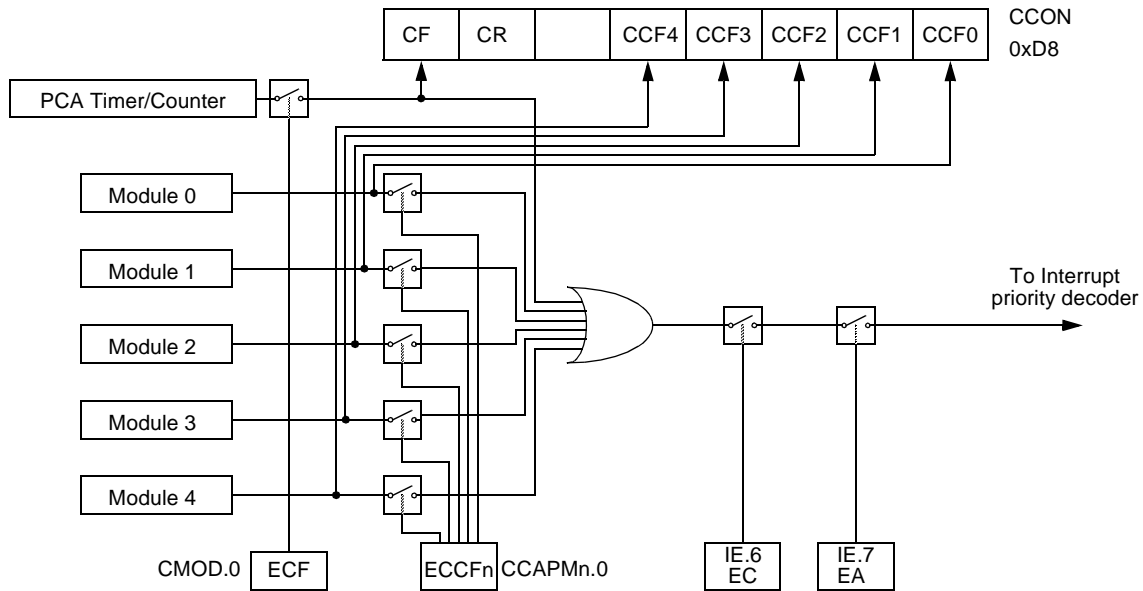 CF CR CCF4 CCF3 CCF2 CCF1 CCF0
CCON
0xD8
PCA Timer/Counter
Module 0
Module 1
Module 2
Module 3
Module 4
To Interrupt
priority decoder
CMOD.0 ECF
ECCFn CCAPMn.0
IE.6
EC
IE.7
EA